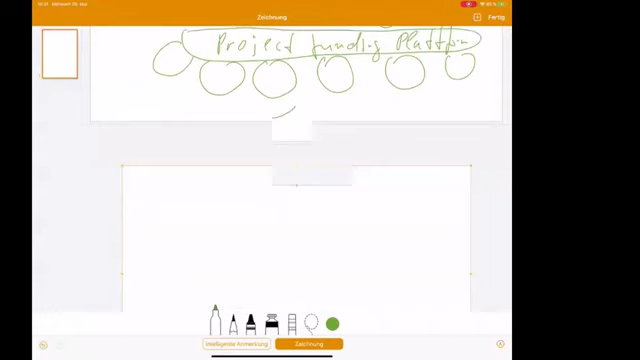 Zeichnung
Fertig
Project funding Plattform
Intelligente Anmerkung
Zeichnung